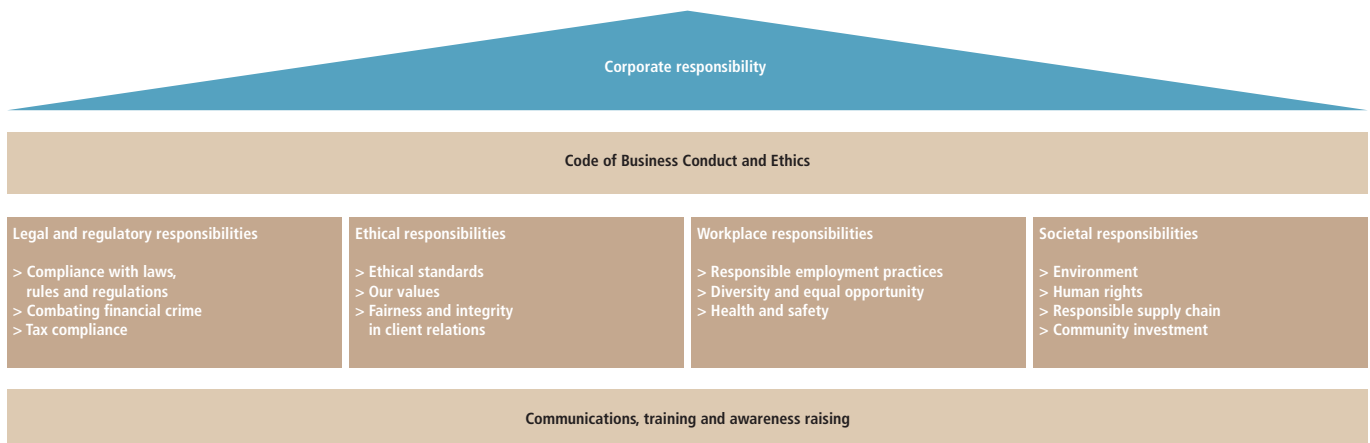 Corporate responsibility
Code of Business Conduct and Ethics
Legal and regulatory responsibilities
> Compliance with laws,
rules and regulations
> Combating financial crime
> Tax compliance
Ethical responsibilities
> Ethical standards
> Our values
> Fairness and integrity
in client relations
Workplace responsibilities
> Responsible employment practices
> Diversity and equal opportunity
> Health and safety
Societal responsibilities
> Environment
> Human rights
> Responsible supply chain
> Community investment
Communications, training and awareness raising